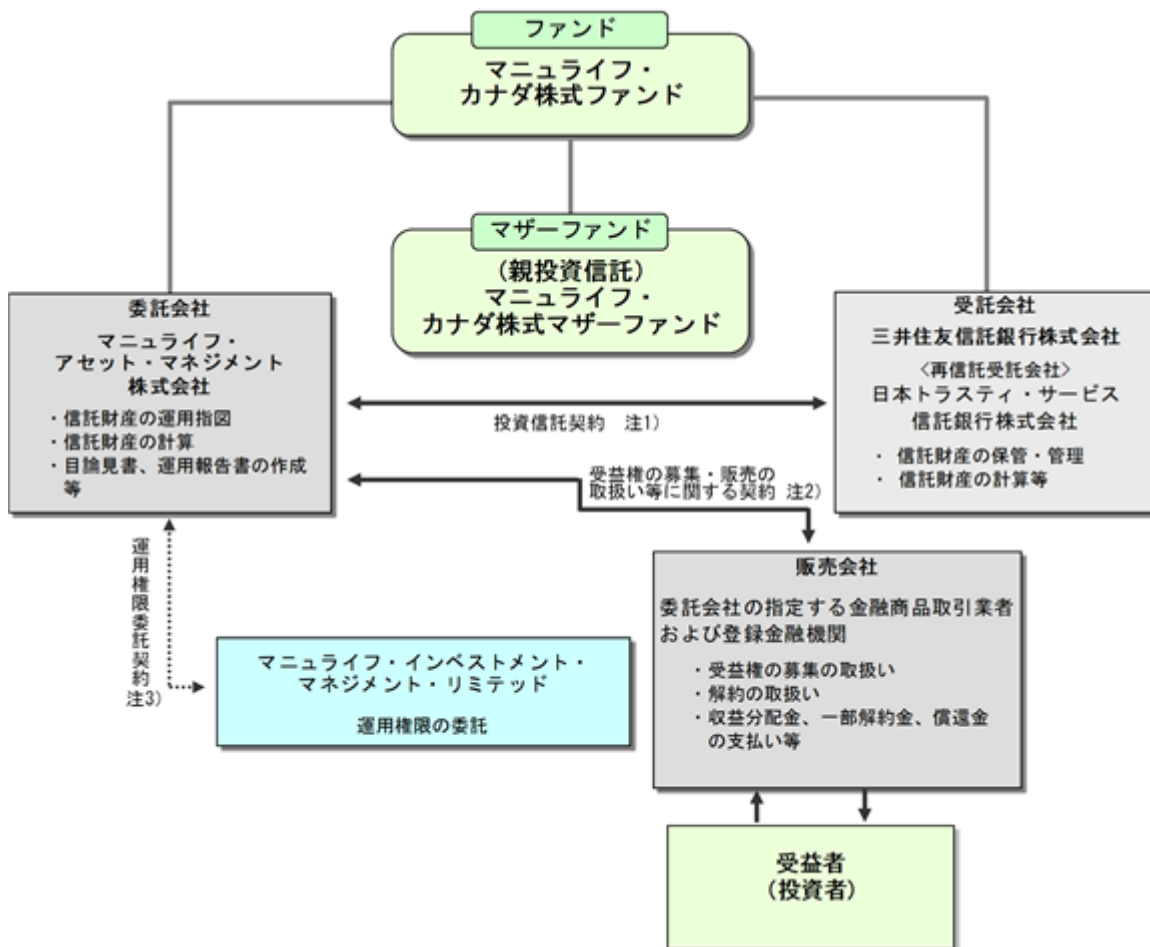 ファンド
マニュライフ・
カナダ株式ファンド
マザーファンド
（親投資信託）
マニュライフ・
カナダ株式マザーファンド
委託会社
マニュライフ・
アセット・マネジメント
株式会社
・信託財産の運用指図
・信託財産の計算
・目論見書、運用報告書の作成
等
受託会社
三井住友信託銀行株式会社
〈再信託受託会社〉
日本トラスティ・サービス
信託銀行株式会社
・ 信託財産の保管・管理
・ 信託財産の計算等
投資信託契約 注1）
受益権の募集・販売の
取扱い等に関する契約 注2）
運用権限委託契約
注3）
マニュライフ・インベストメント・
マネジメント・リミテッド
運用権限の委託
販売会社
委託会社の指定する金融商品取引業者
および登録金融機関
・受益権の募集の取扱い
・解約の取扱い
・収益分配金、一部解約金、償還金
の支払い等
受益者
（投資者）